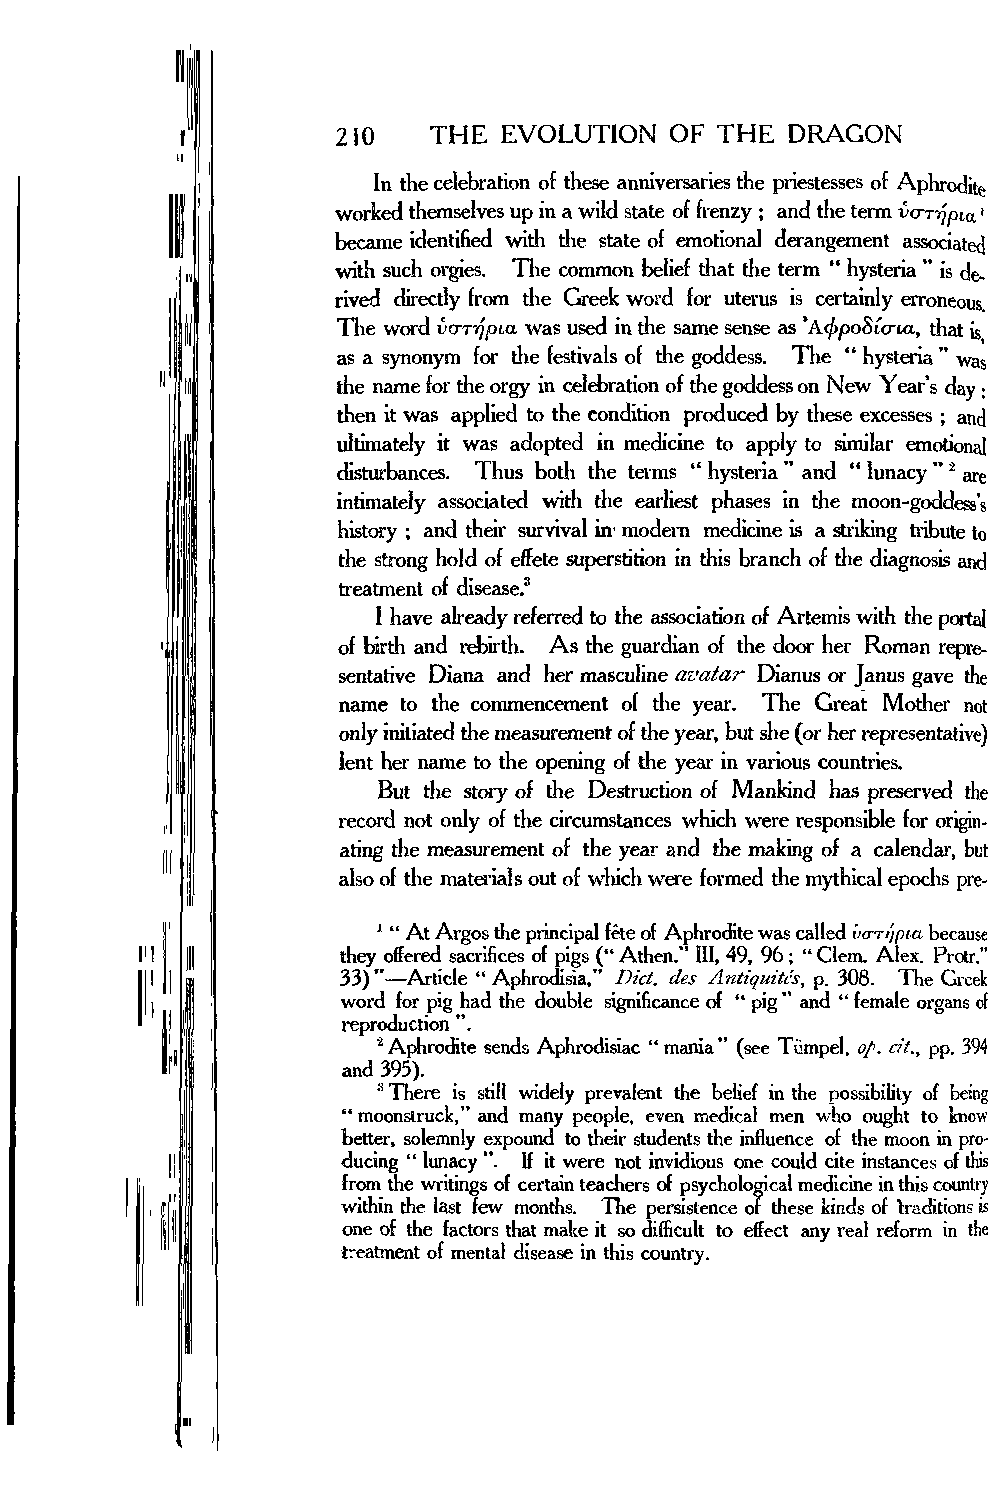 210 THE EVOLUTION OF THE DRAGON
In the celebration of these anniversaries the priestesses of Aphrodite
worked themselves up in a wild state of frenzy ; and the term ὑστήρια ¹
became identified with the state of emotional derangement associated
with such orgies. The common belief that the term “ hysteria ” is de-
rived directly from the Greek word for uterus is certainly erroneous.
The word ὑστήρια was used in the same sense as Ἀφροδίσια, that is,
as a synonym for the festivals of the goddess. The “ hysteria ” was
the name for the orgy in celebration of the goddess on New Year's day ;
then it was applied to the condition produced by these excesses ; and
ultimately it was adopted in medicine to apply to similar emotional
disturbances. Thus both the terms “ hysteria ” and “ lunacy ” ² are
intimately associated with the earliest phases in the moon-goddess's
history ; and their survival in modern medicine is a striking tribute to
the strong hold of effete superstition in this branch of the diagnosis and
treatment of disease.³
I have already referred to the association of Artemis with the portal
of birth and rebirth. As the guardian of the door her Roman repre-
sentative Diana and her masculine avatar Dianus or Janus gave the
name to the commencement of the year. The Great Mother not
only initiated the measurement of the year, but she (or her representative)
lent her name to the opening of the year in various countries.
But the story of the Destruction of Mankind has preserved the
record not only of the circumstances which were responsible for origin-
ating the measurement of the year and the making of a calendar, but
also of the materials out of which were formed the mythical epochs pre-
¹ “ At Argos the principal fête of Aphrodite was called ὑστήρια because
they offered sacrifices of pigs (“ Athen.” III, 49, 96 ; “ Clem. Alex. Protr.”
33) ”—Article “ Aphrodisia,” Dict. des Antiquités, p. 308. The Greek
word for pig had the double significance of “ pig ” and “ female organs of
reproduction ”.
² Aphrodite sends Aphrodisiac “ mania ” (see Tümpel, op. cit., pp. 394
and 395).
³ There is still widely prevalent the belief in the possibility of being
“ moonstruck,” and many people, even medical men who ought to know
better, solemnly expound to their students the influence of the moon in pro-
ducing “ lunacy ”. If it were not invidious one could cite instances of this
from the writings of certain teachers of psychological medicine in this country
within the last few months. The persistence of these kinds of traditions is
one of the factors that make it so difficult to effect any real reform in the
treatment of mental disease in this country.